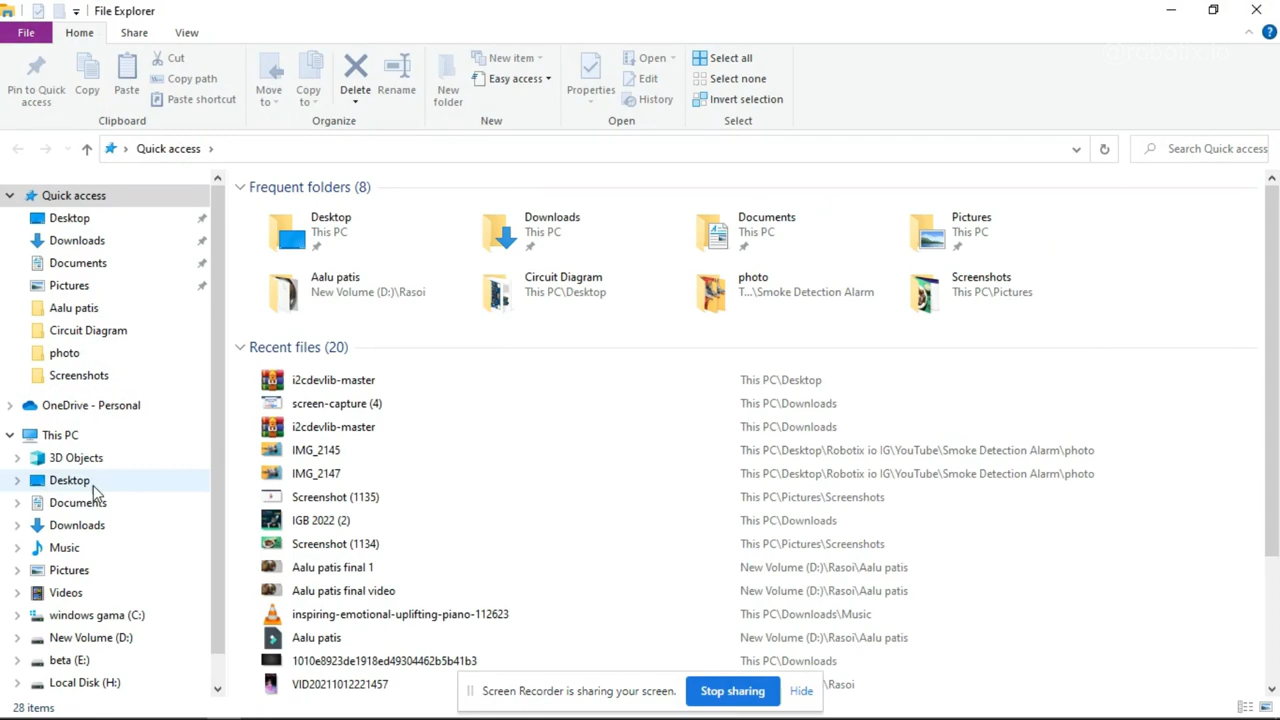 File Explorer
File Home Share View
Pin to Quick access
Copy
Paste
Cut
Copy path
Paste shortcut
Clipboard
Move to
Copy to
Delete
Rename
Organize
New folder
New item
Easy access
New
Properties
Open
Edit
History
Open
Select all
Select none
Invert selection
Select
Quick access
Search Quick access
Quick access
Desktop
Downloads
Documents
Pictures
Aalu patis
Circuit Diagram
photo
Screenshots
OneDrive - Personal
This PC
3D Objects
Desktop
Documents
Downloads
Music
Pictures
Videos
windows gama (C:)
New Volume (D:)
beta (E:)
Local Disk (H:)
Frequent folders (8)
Desktop
This PC
Downloads
This PC
Documents
This PC
Pictures
This PC
Aalu patis
New Volume (D:)\Rasoi
Circuit Diagram
This PC\Desktop
photo
T...\Smoke Detection Alarm
Screenshots
This PC\Pictures
Recent files (20)
i2cdevlib-master This PC\Desktop
screen-capture (4) This PC\Downloads
i2cdevlib-master This PC\Downloads
IMG_2145 This PC\Desktop\Robotix io IG\YouTube\Smoke Detection Alarm\photo
IMG_2147 This PC\Desktop\Robotix io IG\YouTube\Smoke Detection Alarm\photo
Screenshot (1135) This PC\Pictures\Screenshots
IGB 2022 (2) This PC\Downloads
Screenshot (1134) This PC\Pictures\Screenshots
Aalu patis final 1 New Volume (D:)\Rasoi\Aalu patis
Aalu patis final video New Volume (D:)\Rasoi\Aalu patis
inspiring-emotional-uplifting-piano-112623 This PC\Downloads\Music
Aalu patis New Volume (D:)\Rasoi\Aalu patis
1010e8923de1918ed49304462b5b41b3 This PC\Downloads
VID20211012221457 \Rasoi
Screen Recorder is sharing your screen. Stop sharing Hide
28 items